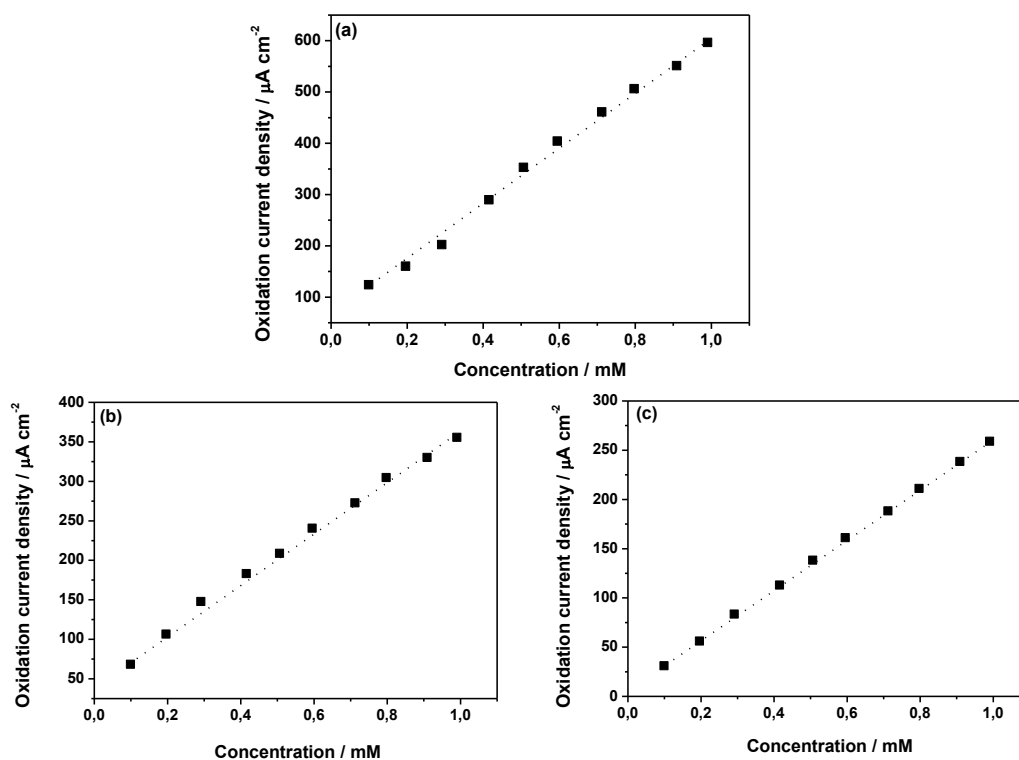 (a)
Oxidation current density / μA cm-2
600
500
400
300
200
100
0,0 0,2 0,4 0,6 0,8 1,0
Concentration / mM
(b)
Oxidation current density / μA cm-2
400
350
300
250
200
150
100
50
0,0 0,2 0,4 0,6 0,8 1,0
Concentration / mM
(c)
Oxidation current density / μA cm-2
300
250
200
150
100
50
0
0,0 0,2 0,4 0,6 0,8 1,0
Concentration / mM